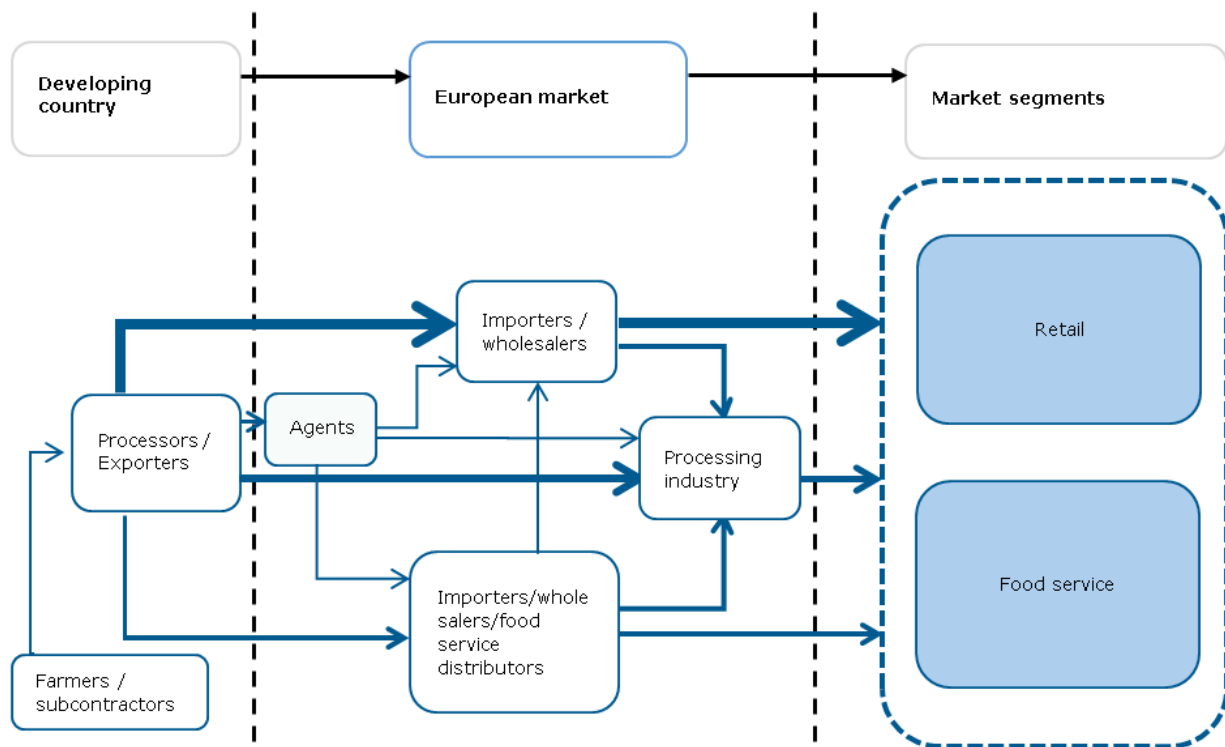 Developing
country
European market
Market segments
Importers /
wholesalers
Retail
Agents
Processors /
Exporters
Processing
industry
Importers/whole
salers/food
service
distributors
Food service
Farmers /
subcontractors